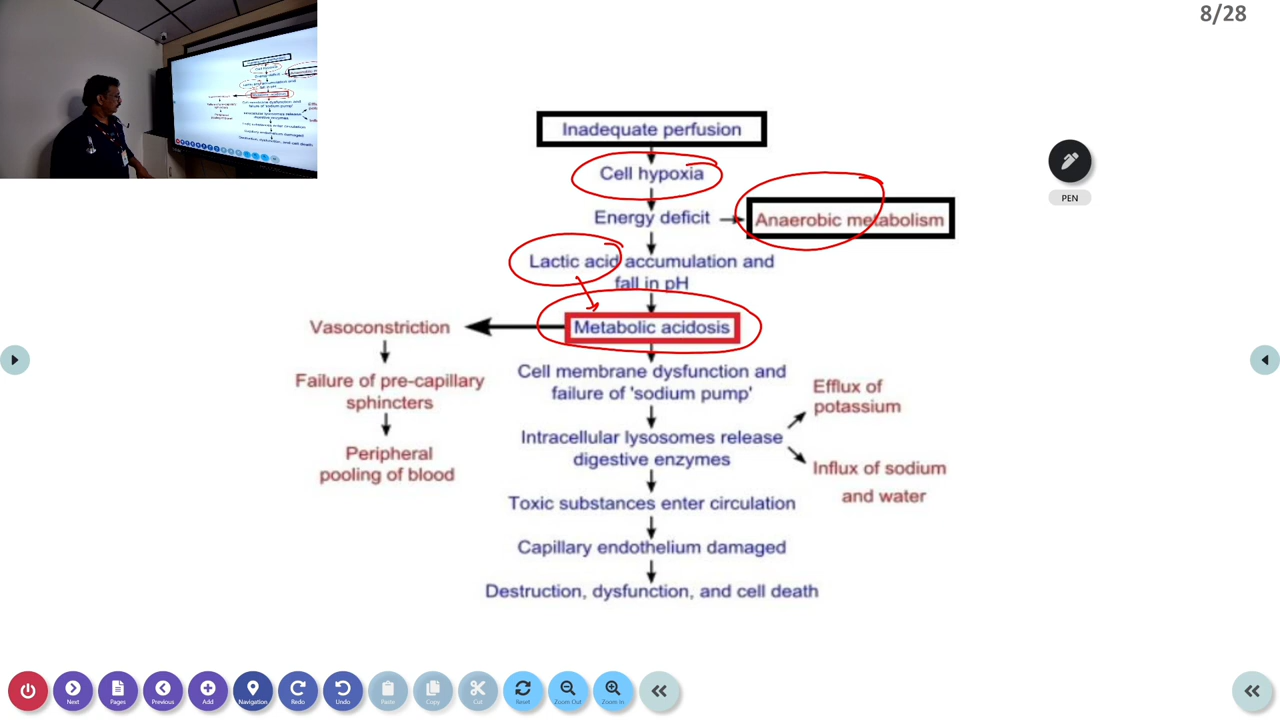 8/28
Inadequate perfusion
Cell hypoxia
PEN
Energy deficit
Anaerobic metabolism
Lactic acid accumulation and
fall in pH
Vasoconstriction
Metabolic acidosis
Failure of pre-capillary
sphincters
Cell membrane dysfunction and
failure of 'sodium pump'
Efflux of
potassium
Peripheral
pooling of blood
Intracellular lysosomes release
digestive enzymes
Influx of sodium
and water
Toxic substances enter circulation
Capillary endothelium damaged
Destruction, dysfunction, and cell death
Next
Pages
Previous
Add
Navigation
Redo
Undo
Paste
Copy
Cut
Reset
Zoom Out
Zoom In